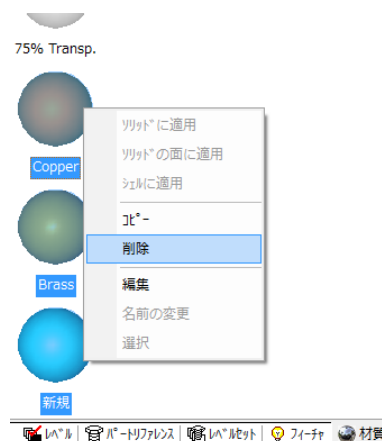 75% Transp.
Copper
ｿﾘｯﾄﾞに適用
ｿﾘｯﾄﾞの面に適用
ｼｪﾙに適用
ｺﾋﾟｰ
削除
編集
名前の変更
選択
Brass
新規
ﾚﾍﾞﾙ ﾊﾟｰﾄﾘﾌｧﾚﾝｽ ﾚﾍﾞﾙｾｯﾄ ﾌｨｰﾁｬ 材質